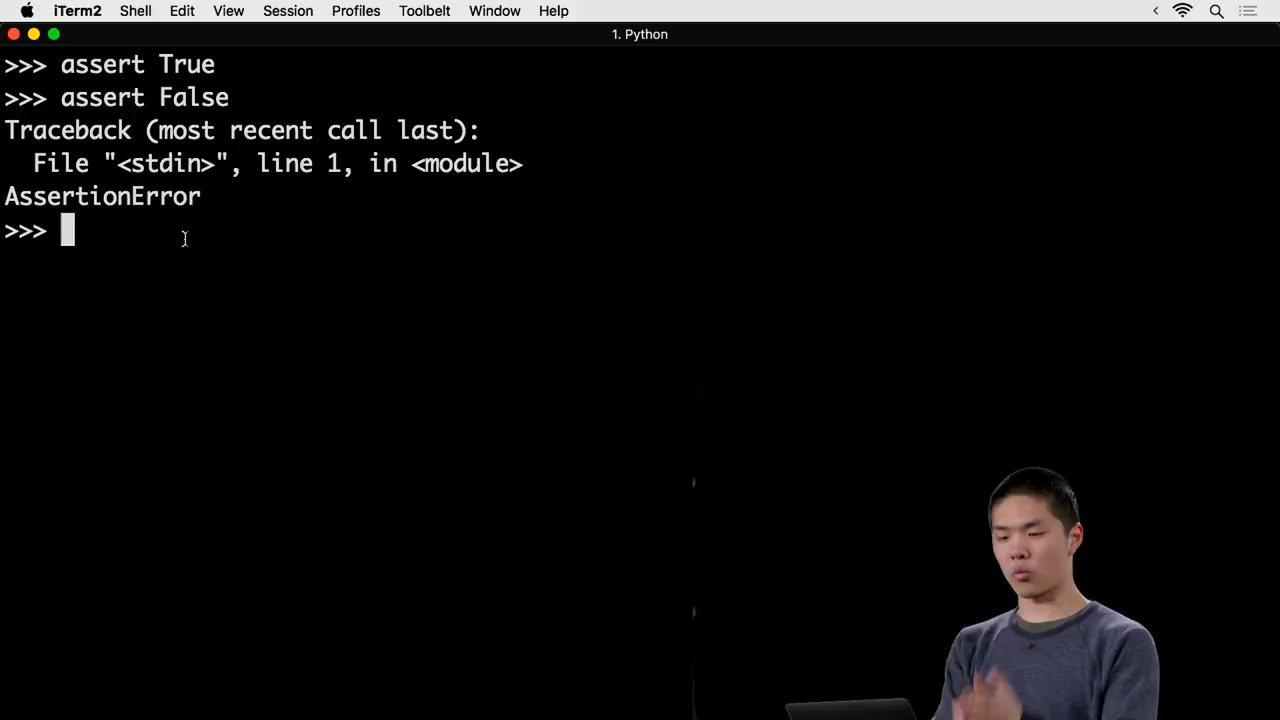 iTerm2 Shell Edit View Session iTerms Profiles Toolbelt Window Help
1. Python
>>> assert True
>>> assert False
Traceback (most recent call last):
  File "<stdin>", line 1, in <module>
AssertionError
>>>